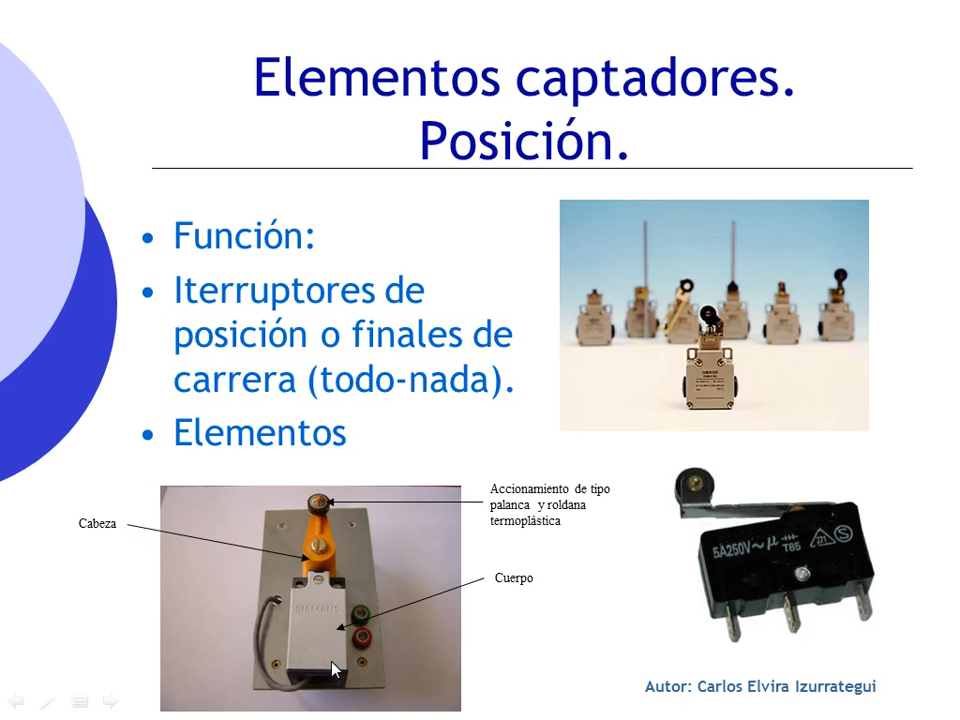 Elementos captadores.
Posición.
• Función:
• Iterruptores de
posición o finales de
carrera (todo-nada).
• Elementos
Accionamiento de tipo
palanca y roldana
termoplástica
Cabeza
Cuerpo
SIEMENS
5A250V~ µ T85
Autor: Carlos Elvira Izurrategui